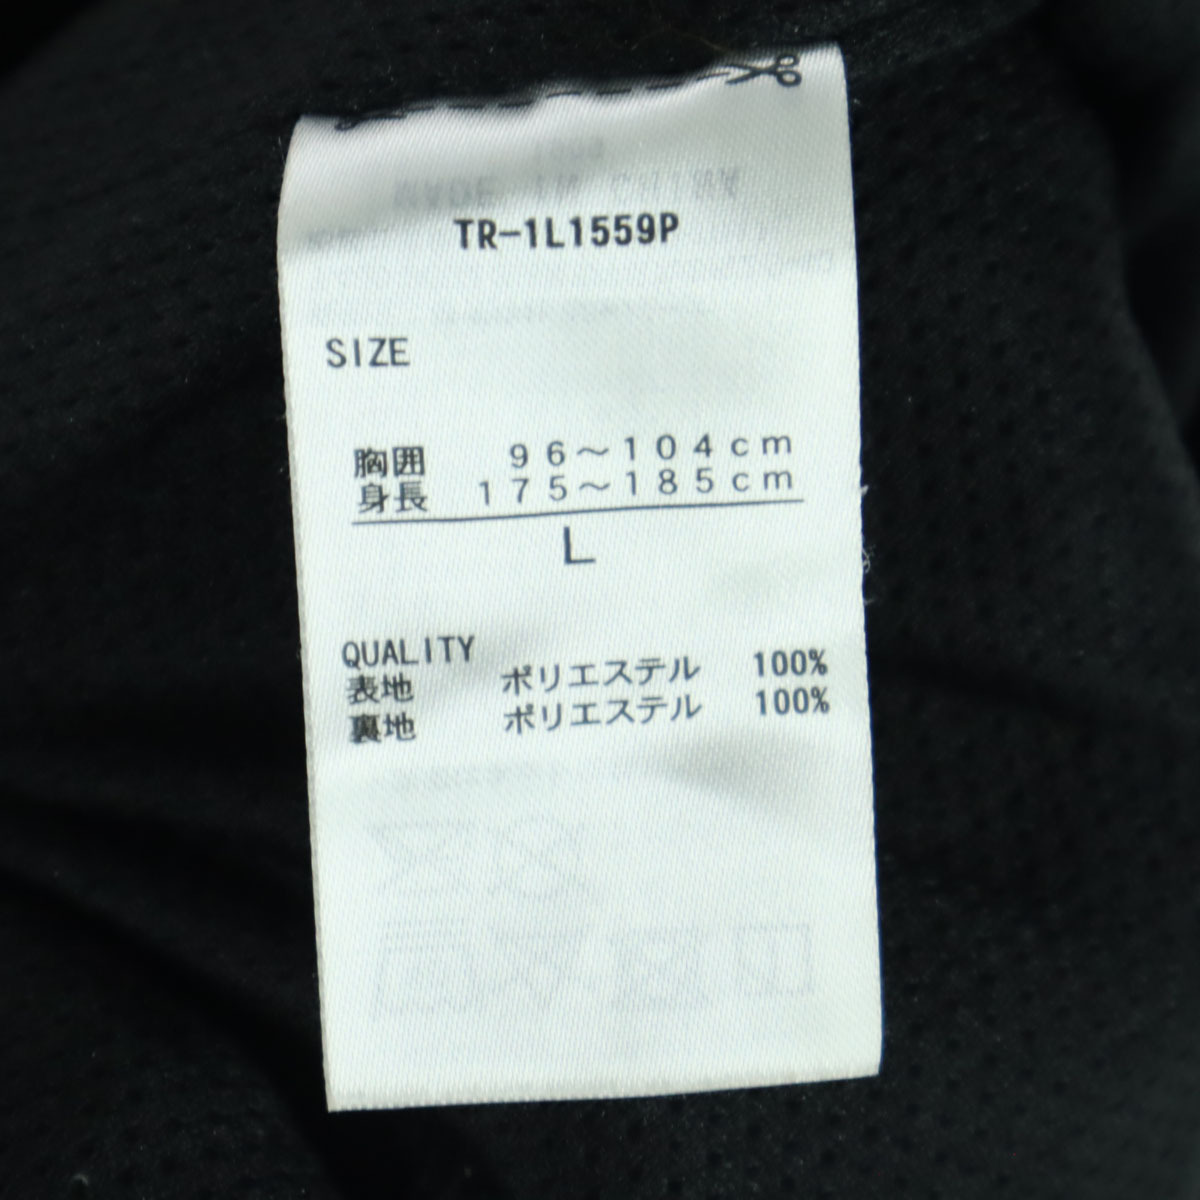 TR-1L1559P
SIZE
胸囲 96～104cm
身長 175～185cm
L
QUALITY
表地 ポリエステル 100%
裏地 ポリエステル 100%